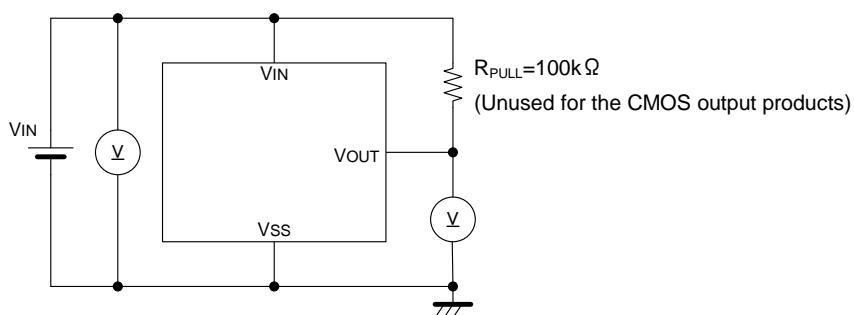 VIN
RPULL=100kΩ
(Unused for the CMOS output products)
VIN
V
VOUT
V
VSS